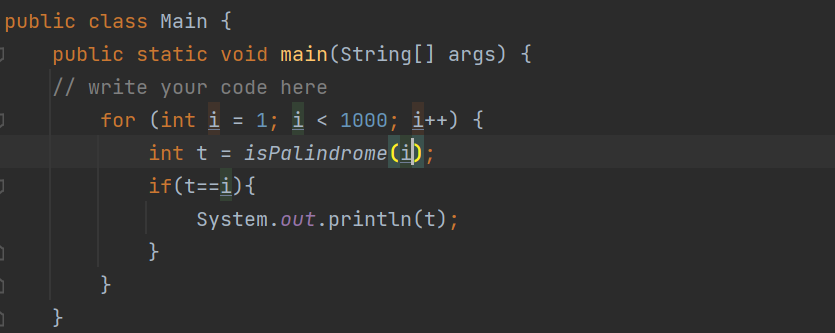 public class Main {
public static void main(String[] args) {
// write your code here
for (int i = 1; i < 1000; i++) {
int t = isPalindrome(i);
if(t==i){
System.out.println(t);
}
}
}